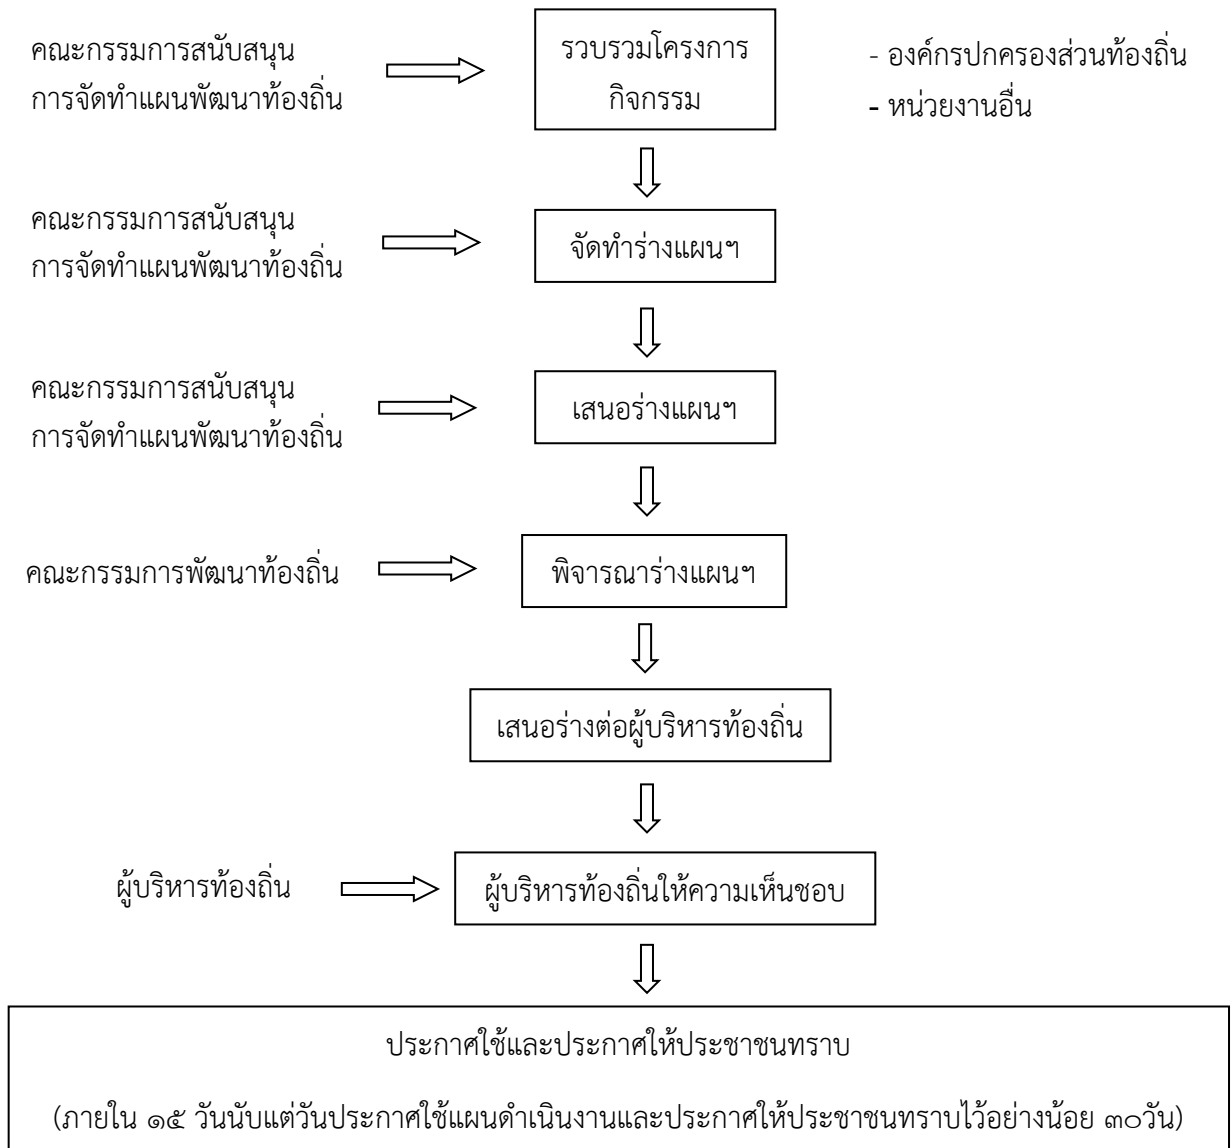 คณะกรรมการสนับสนุน
การจัดทำแผนพัฒนาท้องถิ่น
รวบรวมโครงการ
กิจกรรม
- องค์กรปกครองส่วนท้องถิ่น
- หน่วยงานอื่น
คณะกรรมการสนับสนุน
การจัดทำแผนพัฒนาท้องถิ่น
จัดทำร่างแผนฯ
คณะกรรมการสนับสนุน
การจัดทำแผนพัฒนาท้องถิ่น
เสนอร่างแผนฯ
คณะกรรมการพัฒนาท้องถิ่น
พิจารณาร่างแผนฯ
เสนอร่างต่อผู้บริหารท้องถิ่น
ผู้บริหารท้องถิ่น
ผู้บริหารท้องถิ่นให้ความเห็นชอบ
ประกาศใช้และประกาศให้ประชาชนทราบ
(ภายใน ๑๕ วันนับแต่วันประกาศใช้แผนดำเนินงานและประกาศให้ประชาชนทราบไว้อย่างน้อย ๓๐วัน)